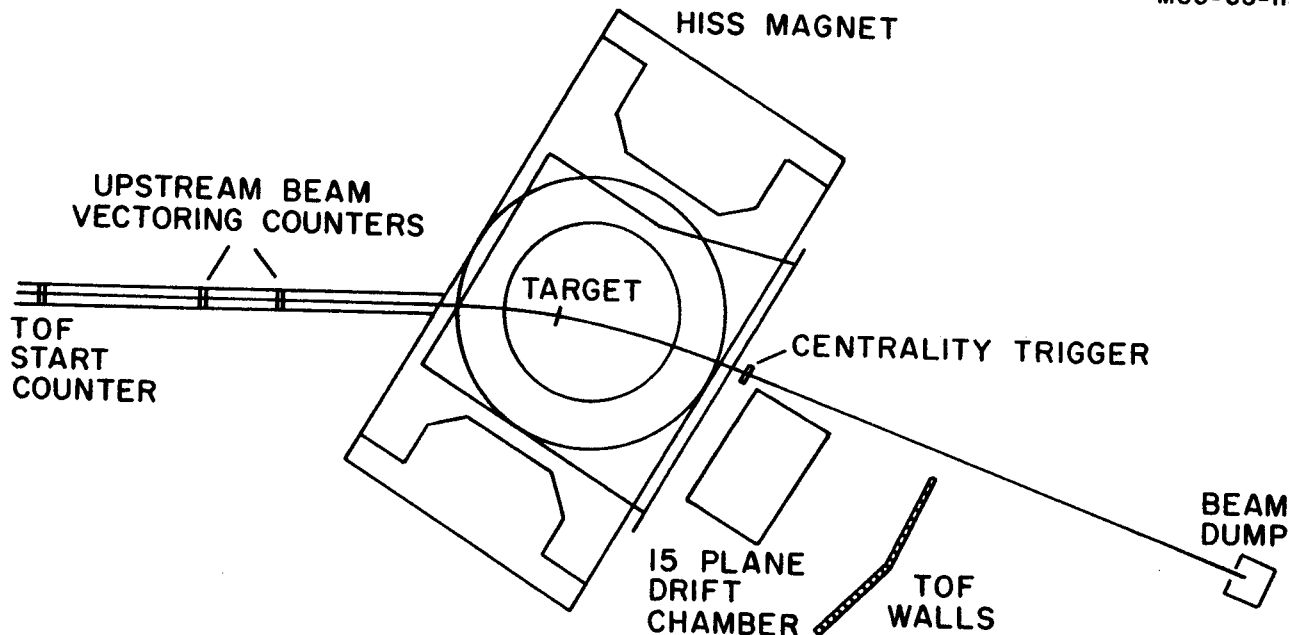 HISS MAGNET
UPSTREAM BEAM
VECTORING COUNTERS
TARGET
TOF
START
COUNTER
CENTRALITY TRIGGER
BEAM
DUMP
15 PLANE
DRIFT
CHAMBER
TOF
WALLS